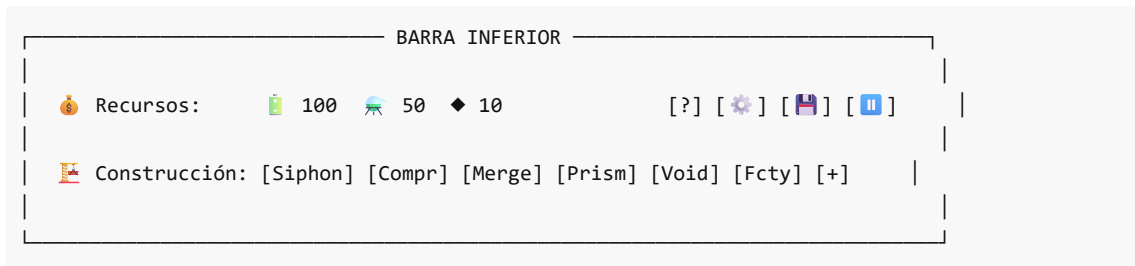 BARRA INFERIOR
💰 Recursos: 🔋 100 ⚗️ 50 ◆ 10 [?] [⚙️] [💾] [⏸️]
🏗️ Construcción: [Siphon] [Compr] [Merge] [Prism] [Void] [Fcty] [+]